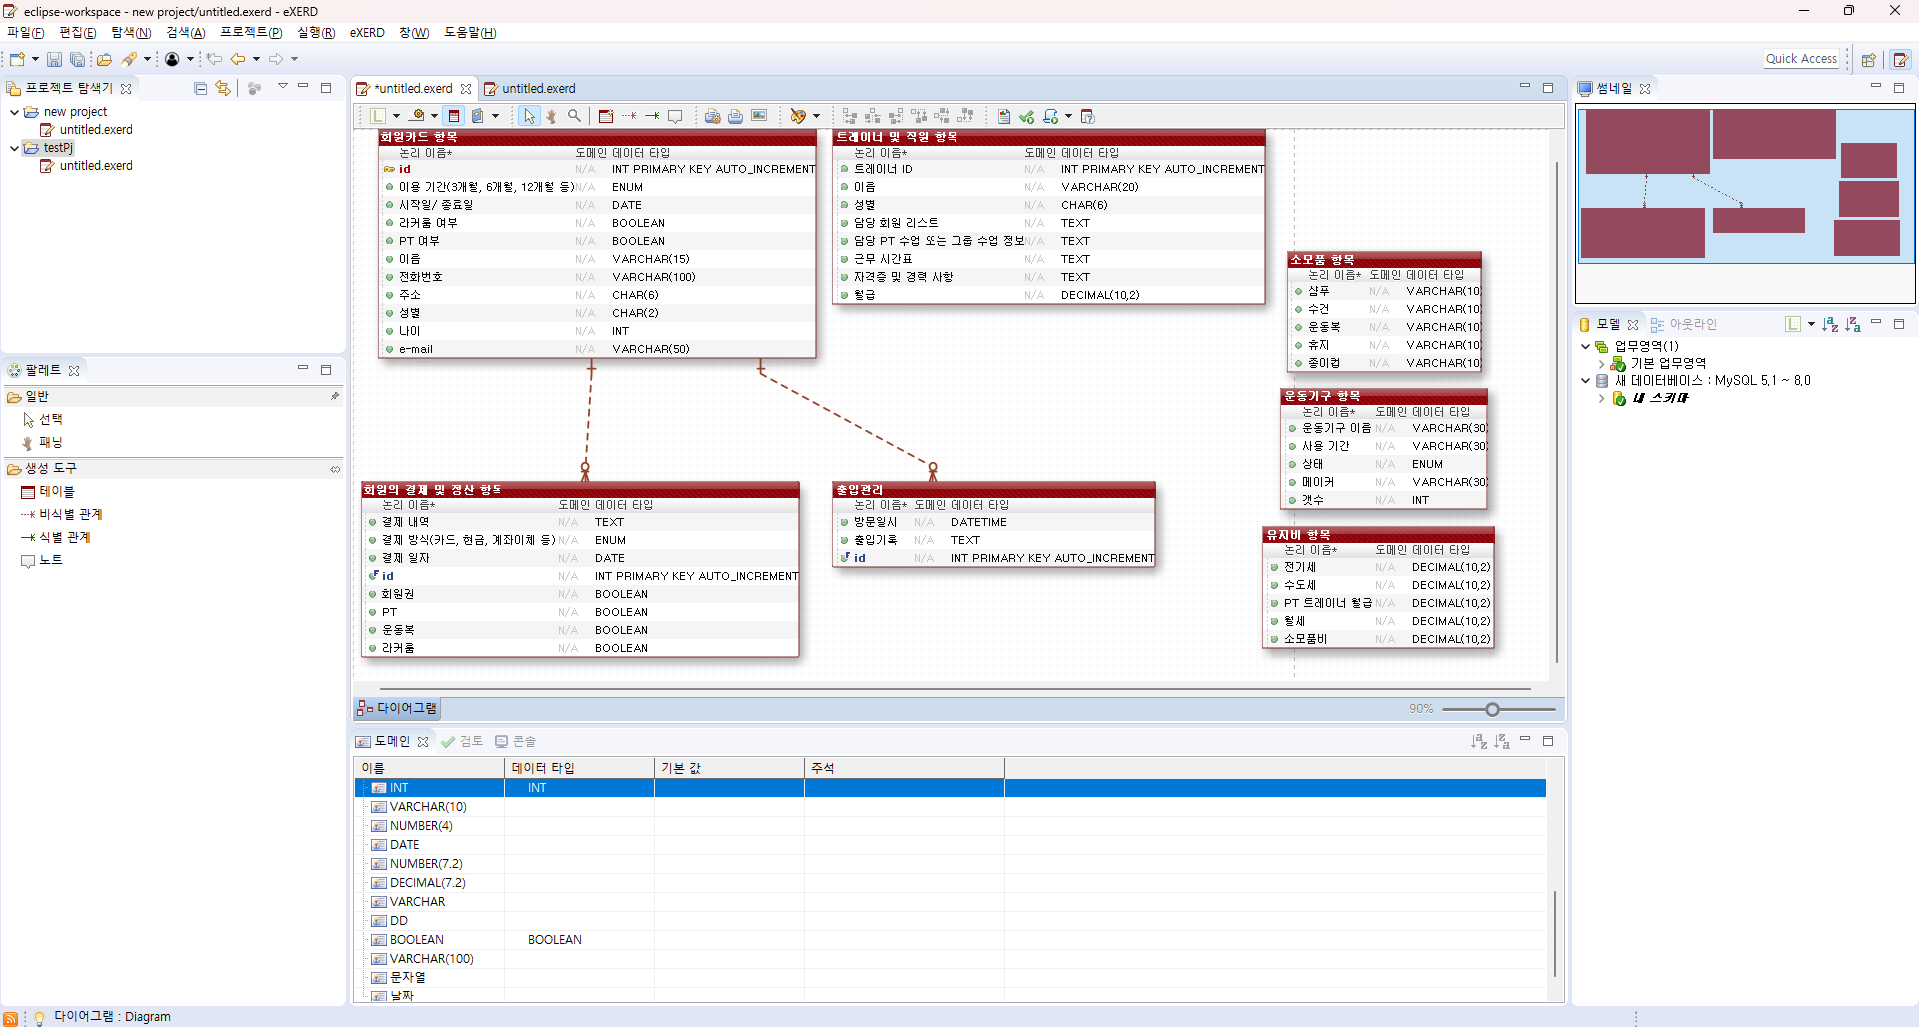 eclipse-workspace - new project/untitled.exerd - eXERD
파일(F) 편집(E) 탐색(N) 검색(A) 프로젝트(P) 실행(R) eXERD 창(W) 도움말(H)
Quick Access
프로젝트 탐색기
new project
untitled.exerd
testPj
untitled.exerd
팔레트
일반
선택
패닝
생성 도구
테이블
비식별 관계
식별 관계
노트
*untitled.exerd untitled.exerd
회원카드 항목
논리 이름* 도메인 데이터 타입
id N/A INT PRIMARY KEY AUTO_INCREMENT
이용 기간(3개월, 6개월, 12개월 등) N/A ENUM
시작일/ 종료일 N/A DATE
라커룸 여부 N/A BOOLEAN
PT 여부 N/A BOOLEAN
이름 N/A VARCHAR(15)
전화번호 N/A VARCHAR(100)
주소 N/A CHAR(6)
성별 N/A CHAR(2)
나이 N/A INT
e-mail N/A VARCHAR(50)
트레이너 및 직원 항목
논리 이름* 도메인 데이터 타입
트레이너 ID N/A INT PRIMARY KEY AUTO_INCREMENT
이름 N/A VARCHAR(20)
성별 N/A CHAR(6)
담당 회원 리스트 N/A TEXT
담당 PT 수업 또는 그룹 수업 정보 N/A TEXT
근무 시간표 N/A TEXT
자격증 및 경력 사항 N/A TEXT
월급 N/A DECIMAL(10,2)
소모품 항목
논리 이름* 도메인 데이터 타입
샴푸 N/A VARCHAR(10)
수건 N/A VARCHAR(10)
운동복 N/A VARCHAR(10)
휴지 N/A VARCHAR(10)
종이컵 N/A VARCHAR(10)
운동기구 항목
논리 이름* 도메인 데이터 타입
운동기구 이름 N/A VARCHAR(30)
사용 기간 N/A VARCHAR(30)
상태 N/A ENUM
메이커 N/A VARCHAR(30)
갯수 N/A INT
회원의 결제 및 정산 항목
논리 이름* 도메인 데이터 타입
결제 내역 N/A TEXT
결제 방식(카드, 현금, 계좌이체 등) N/A ENUM
결제 일자 N/A DATE
id N/A INT PRIMARY KEY AUTO_INCREMENT
회원권 N/A BOOLEAN
PT N/A BOOLEAN
운동복 N/A BOOLEAN
라커룸 N/A BOOLEAN
출입관리
논리 이름* 도메인 데이터 타입
방문일시 N/A DATETIME
출입기록 N/A TEXT
id N/A INT PRIMARY KEY AUTO_INCREMENT
유지비 항목
논리 이름* 도메인 데이터 타입
전기세 N/A DECIMAL(10,2)
수도세 N/A DECIMAL(10,2)
PT 트레이너 월급 N/A DECIMAL(10,2)
월세 N/A DECIMAL(10,2)
소모품비 N/A DECIMAL(10,2)
다이어그램 90%
도메인 검토 콘솔
이름 데이터 타입 기본 값 주석
INT INT
VARCHAR(10)
NUMBER(4)
DATE
NUMBER(7.2)
DECIMAL(7.2)
VARCHAR
DD
BOOLEAN BOOLEAN
VARCHAR(100)
문자열
날짜
썸네일
모델 아웃라인
업무영역(1)
기본 업무영역
새 데이터베이스 : MySQL 5.1 ~ 8.0
내 스키마
다이어그램 : Diagram